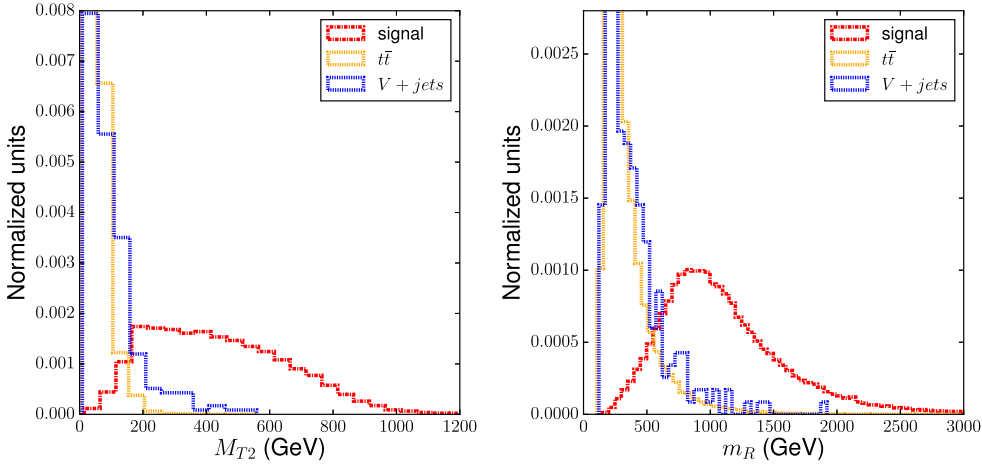 0.008
0.007
0.006
0.005
0.004
0.003
0.002
0.001
0.000
Normalized units
0 200 400 600 800 1000 1200
M_{T2} (GeV)
signal
tt̄
V + jets
0.0025
0.0020
0.0015
0.0010
0.0005
0.0000
Normalized units
0 500 1000 1500 2000 2500 3000
m_R (GeV)
signal
tt̄
V + jets